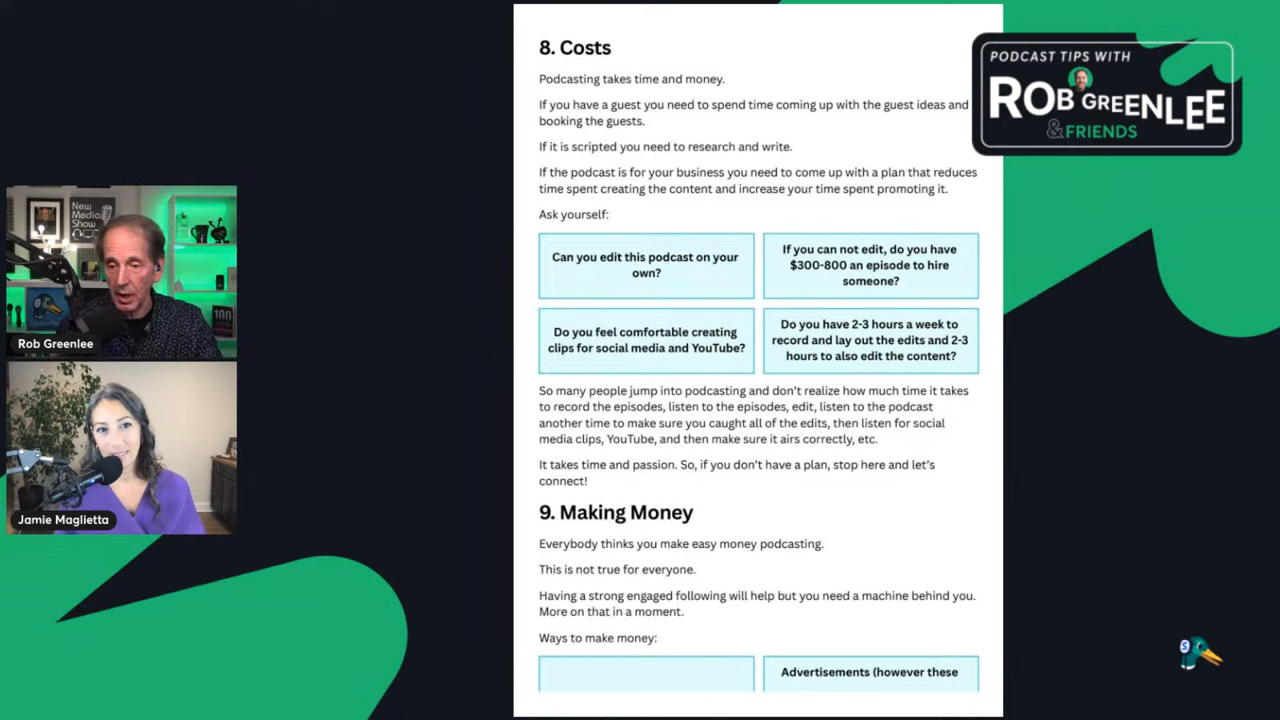 8. Costs
Podcasting takes time and money.
If you have a guest you need to spend time coming up with the guest ideas and
booking the guests.
If it is scripted you need to research and write.
If the podcast is for your business you need to come up with a plan that reduces
time spent creating the content and increase your time spent promoting it.
Ask yourself:
Can you edit this podcast on your
own?
If you can not edit, do you have
$300-800 an episode to hire
someone?
Do you feel comfortable creating
clips for social media and YouTube?
Do you have 2-3 hours a week to
record and lay out the edits and 2-3
hours to also edit the content?
So many people jump into podcasting and don't realize how much time it takes
to record the episodes, listen to the episodes, edit, listen to the podcast
another time to make sure you caught all of the edits, then listen for social
media clips, YouTube, and then make sure it airs correctly, etc.
It takes time and passion. So, if you don't have a plan, stop here and let's
connect!
9. Making Money
Everybody thinks you make easy money podcasting.
This is not true for everyone.
Having a strong engaged following will help but you need a machine behind you.
More on that in a moment.
Ways to make money:
Advertisements (however these
PODCAST TIPS WITH
ROB GREENLEE
& FRIENDS
New
Media
Show
100
Rob Greenlee
Jamie Maglietta
S